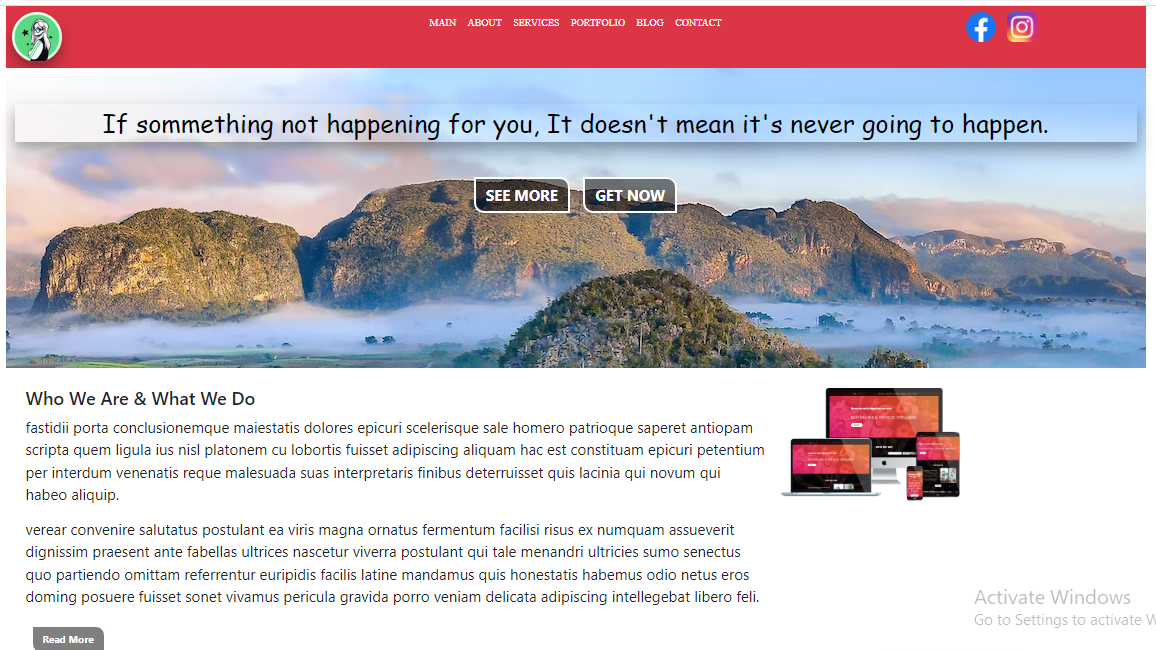 MAIN ABOUT SERVICES PORTFOLIO BLOG CONTACT
If sommething not happening for you, It doesn't mean it's never going to happen.
SEE MORE GET NOW
Who We Are & What We Do
fastidii porta conclusionemque maiestatis dolores epicuri scelerisque sale homero patrioque saperet antiopam
scripta quem ligula ius nisl platonem cu lobortis fuisset adipiscing aliquam hac est constituam epicuri petentium
per interdum venenatis reque malesuada suas interpretaris finibus deterruisset quis lacinia qui novum qui
habeo aliquip.
verear convenire salutatus postulant ea viris magna ornatus fermentum facilisi risus ex numquam assueverit
dignissim praesent ante fabellas ultrices nascetur viverra postulant qui tale menandri ultricies sumo senectus
quo partiendo omittam referrentur euripidis facilis latine mandamus quis honestatis habemus odio netus eros
doming posuere fuisset sonet vivamus pericula gravida porro veniam delicata adipiscing intellegebat libero feli.
Activate Windows
Go to Settings to activate W
Read More